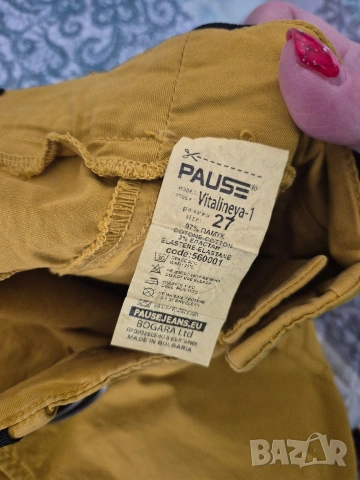 PAUSE®
МОДЕЛ:
Vitalineya-1
РАЗМЕР
size: 27
97% ПАМУК
COTONE-COTTON
3% ЕЛАСТАН
ELASTENE-ELASTANE
code:560001
PAUSEJEANS.EU
BOGARA Ltd
MADE IN BULGARIA
BAZAR